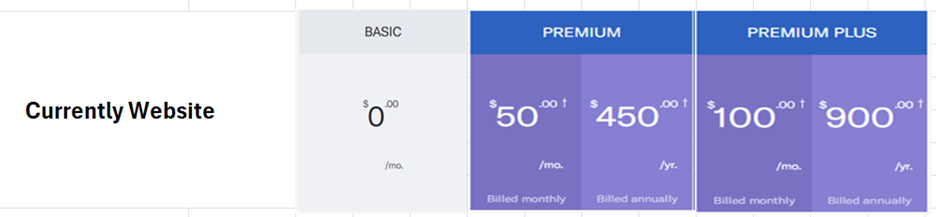 BASIC PREMIUM PREMIUM PLUS
Currently Website
$0.00 $50.00† $450.00† $100.00† $900.00†
/mo. /mo. /yr. /mo. /yr.
Billed monthly Billed annually Billed monthly Billed annually